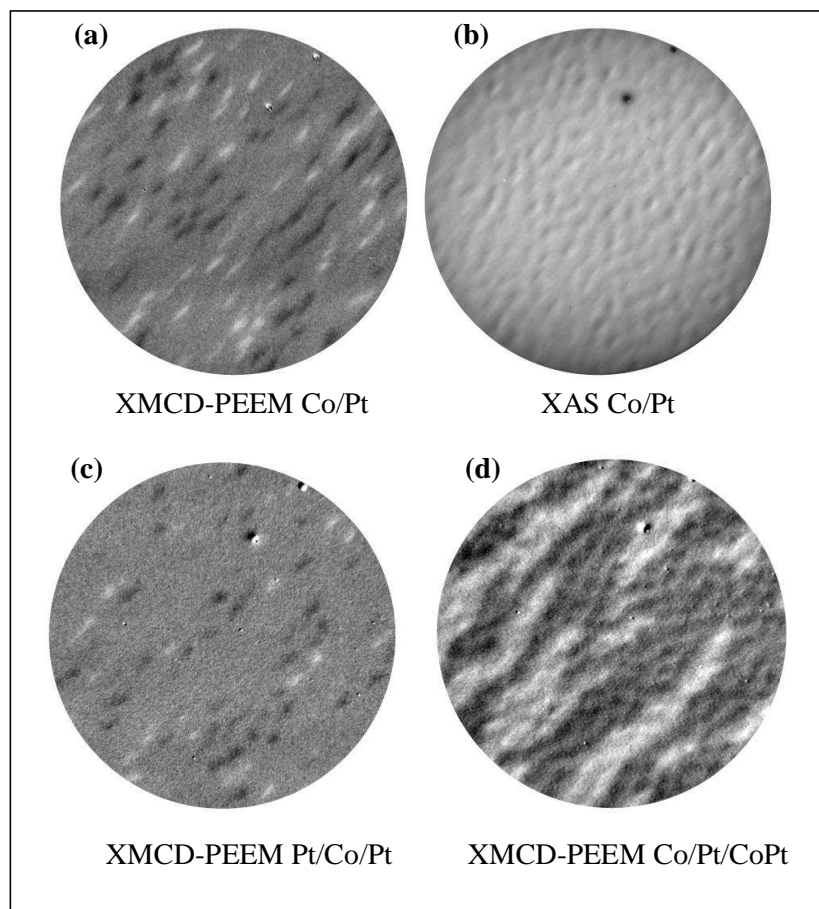 (a)
(b)
XMCD-PEEM Co/Pt
XAS Co/Pt
(c)
(d)
XMCD-PEEM Pt/Co/Pt
XMCD-PEEM Co/Pt/CoPt